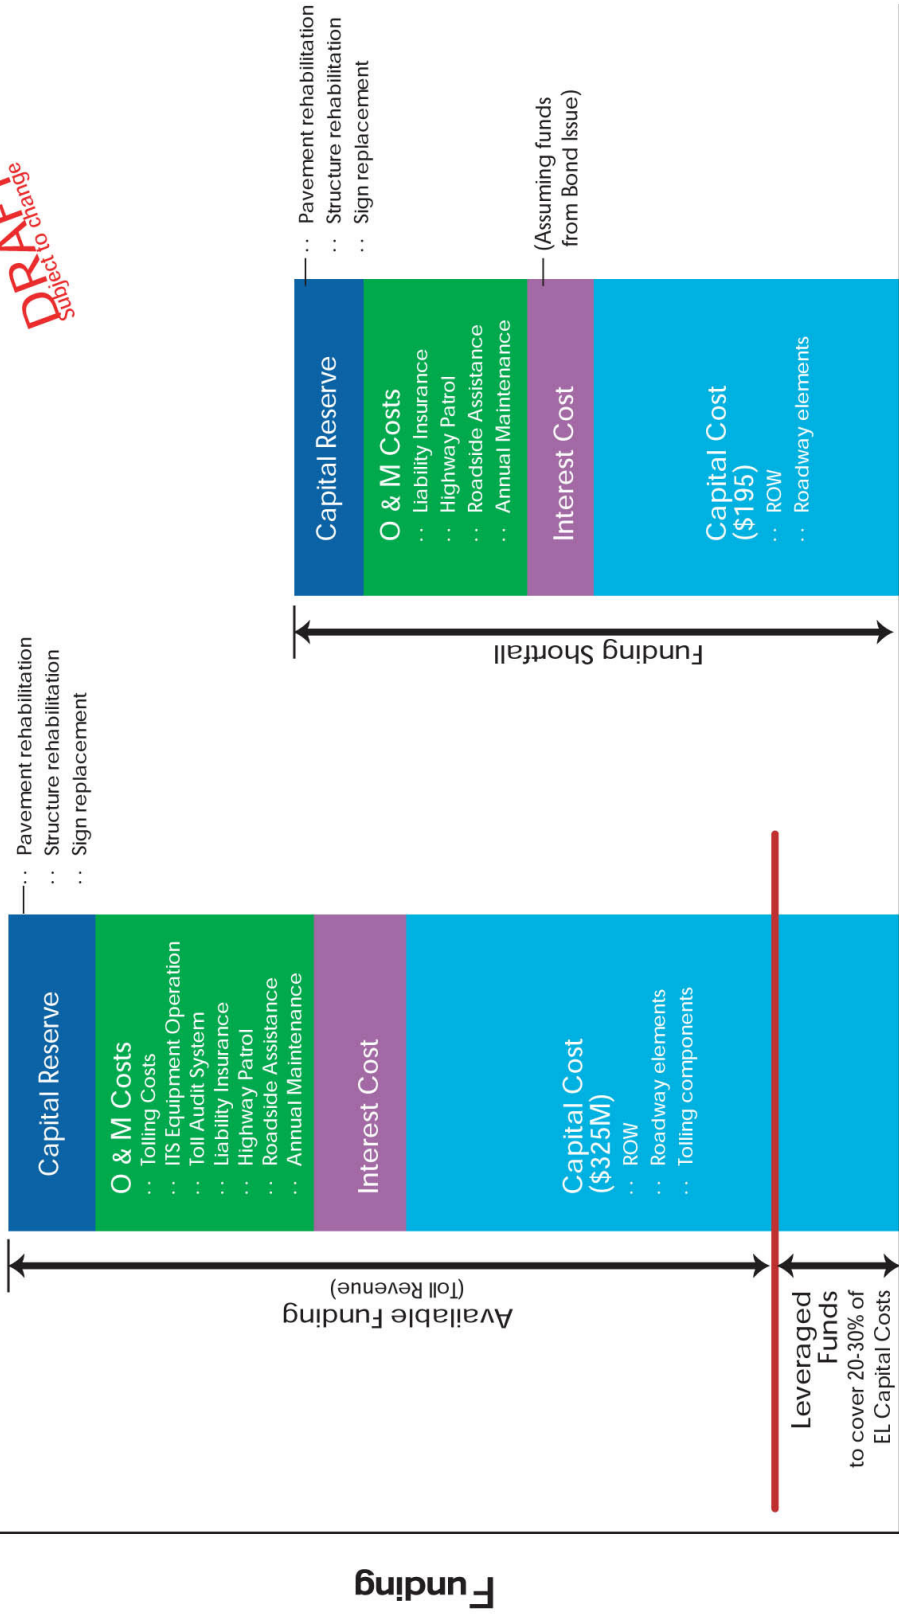 Funding
Available Funding
(Toll Revenue)
Leveraged
Funds
to cover 20-30% of
EL Capital Costs
Capital Reserve
·· Pavement rehabilitation
·· Structure rehabilitation
·· Sign replacement
O & M Costs
·· Tolling Costs
·· ITS Equipment Operation
·· Toll Audit System
·· Liability Insurance
·· Highway Patrol
·· Roadside Assistance
·· Annual Maintenance
Interest Cost
Capital Cost
($325M)
·· ROW
·· Roadway elements
·· Tolling components
Funding Shortfall
Capital Reserve
·· Pavement rehabilitation
·· Structure rehabilitation
·· Sign replacement
O & M Costs
·· Liability Insurance
·· Highway Patrol
·· Roadside Assistance
·· Annual Maintenance
Interest Cost
(Assuming funds
from Bond Issue)
Capital Cost
($195)
·· ROW
·· Roadway elements
DRAFT
Subject to change